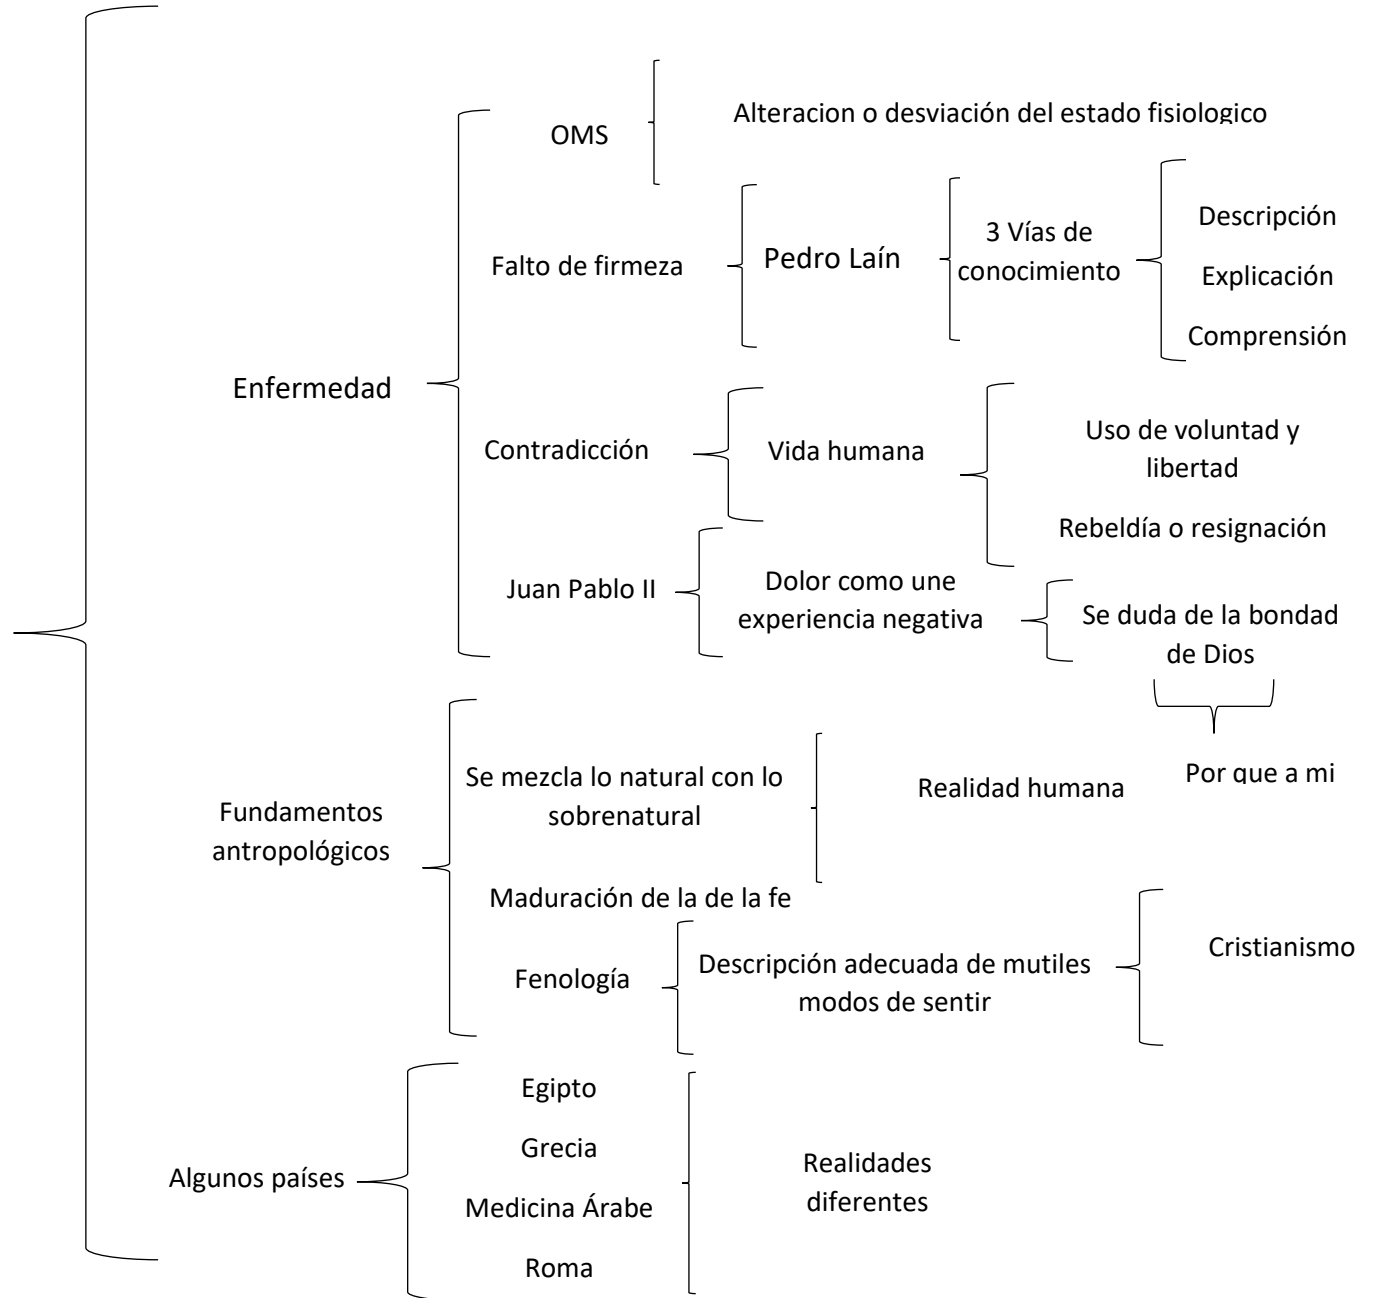 OMS
Alteracion o desviación del estado fisiologico
Falto de firmeza
Pedro Laín
3 Vías de
conocimiento
Descripción
Explicación
Comprensión
Enfermedad
Contradicción
Vida humana
Uso de voluntad y
libertad
Rebeldía o resignación
Juan Pablo II
Dolor como une
experiencia negativa
Se duda de la bondad
de Dios
Por que a mi
Fundamentos
antropológicos
Se mezcla lo natural con lo
sobrenatural
Realidad humana
Maduración de la de la fe
Fenología
Descripción adecuada de mutiles
modos de sentir
Cristianismo
Algunos países
Egipto
Grecia
Medicina Árabe
Roma
Realidades
diferentes